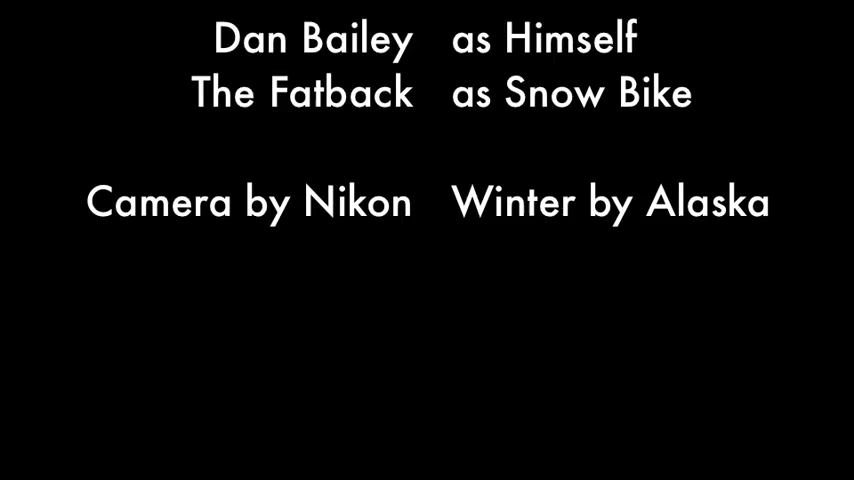 Dan Bailey as Himself
The Fatback as Snow Bike
Camera by Nikon Winter by Alaska